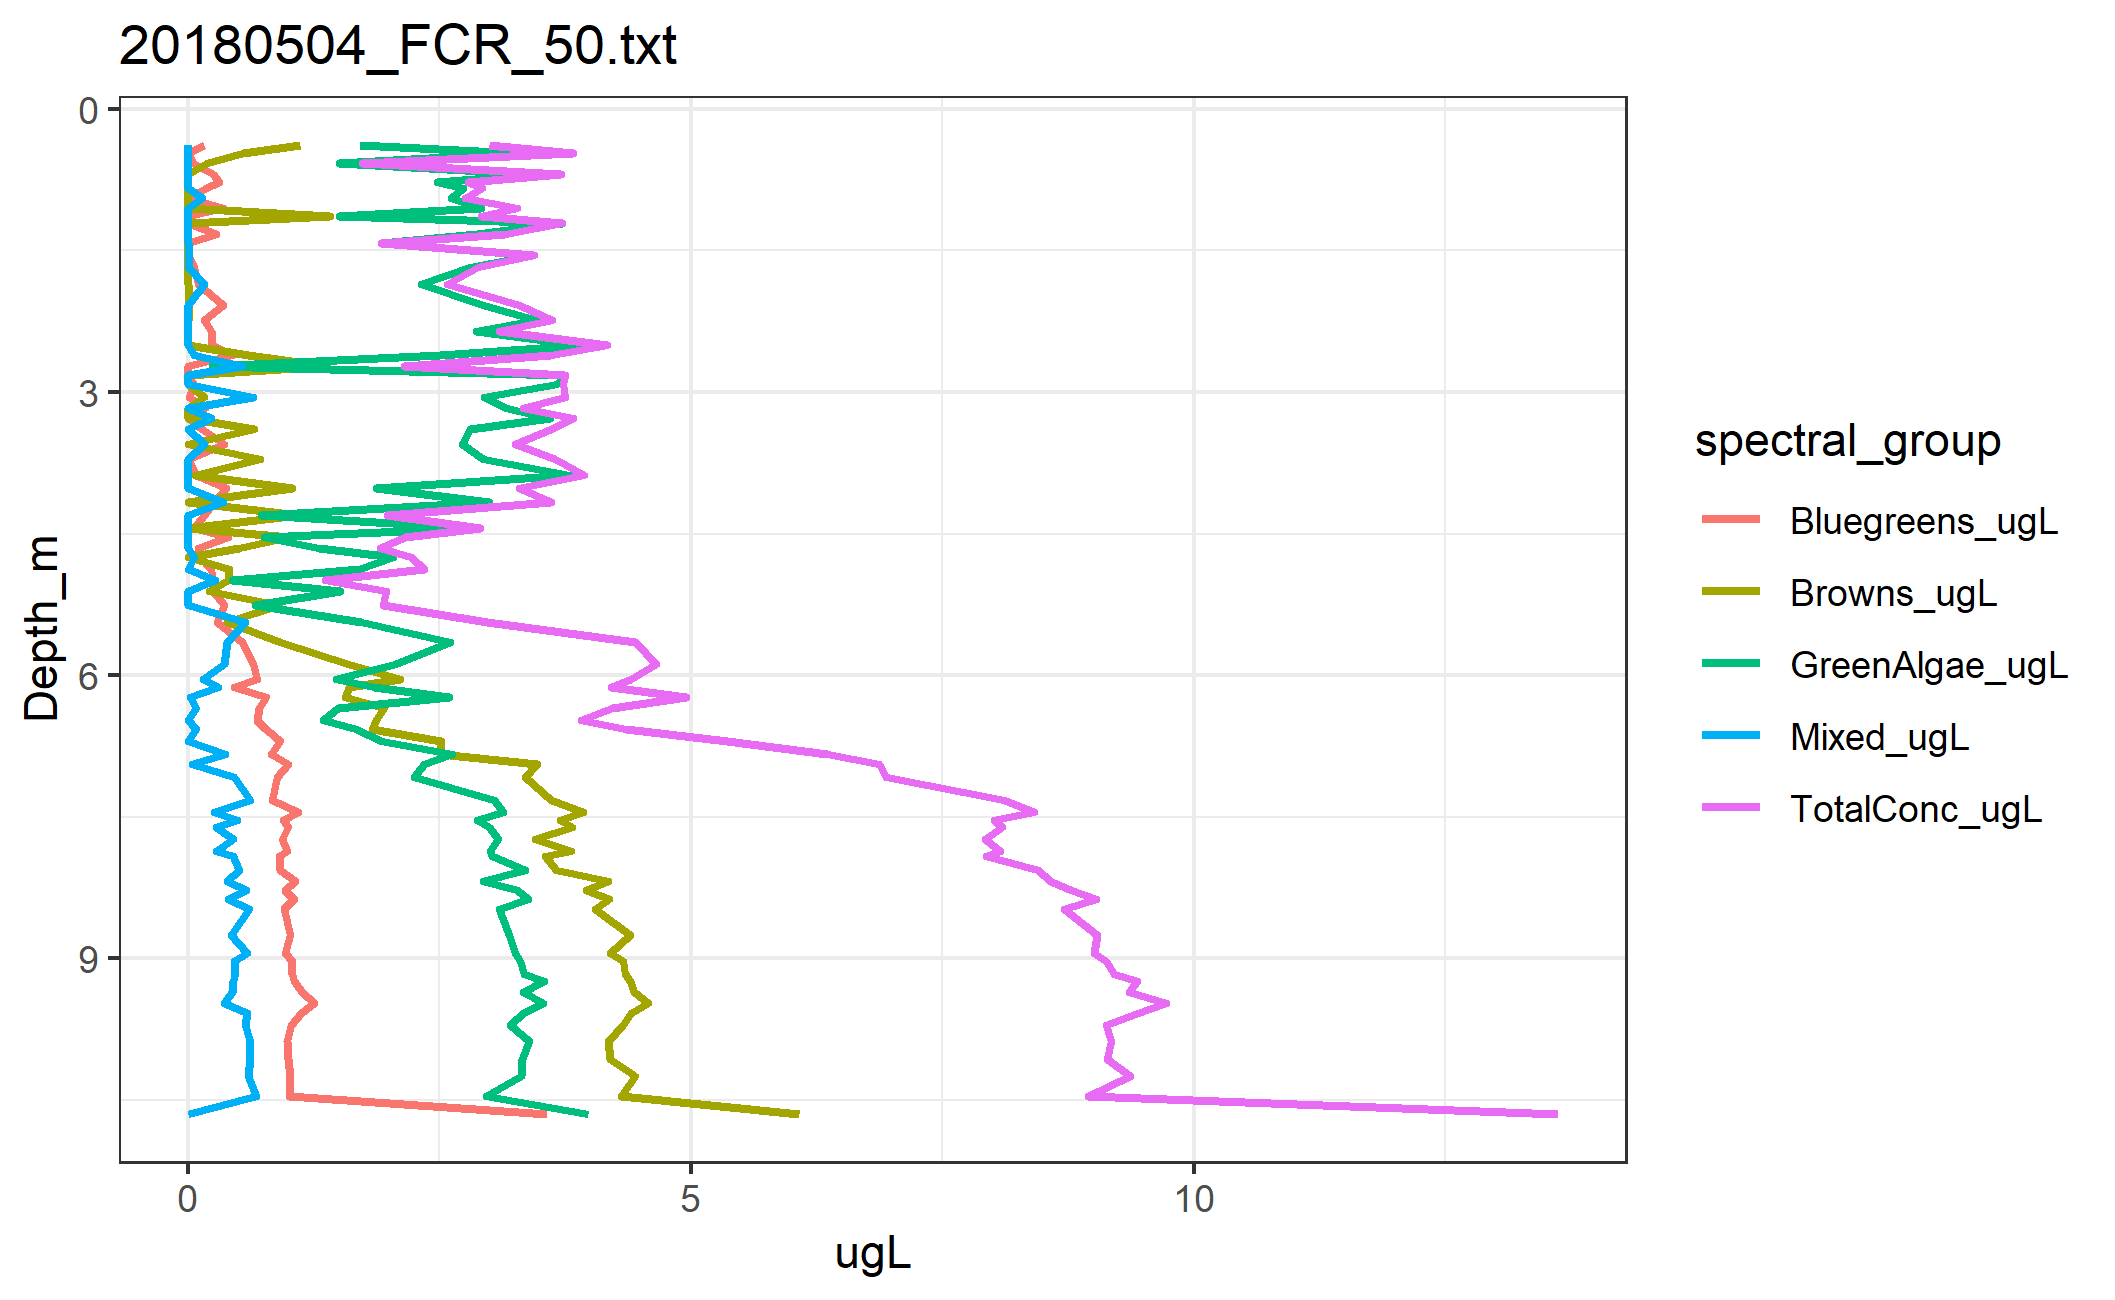 20180504_FCR_50.txt
0
3
6
9
Depth_m
0 5 10
ugL
spectral_group
Bluegreens_ugL
Browns_ugL
GreenAlgae_ugL
Mixed_ugL
TotalConc_ugL